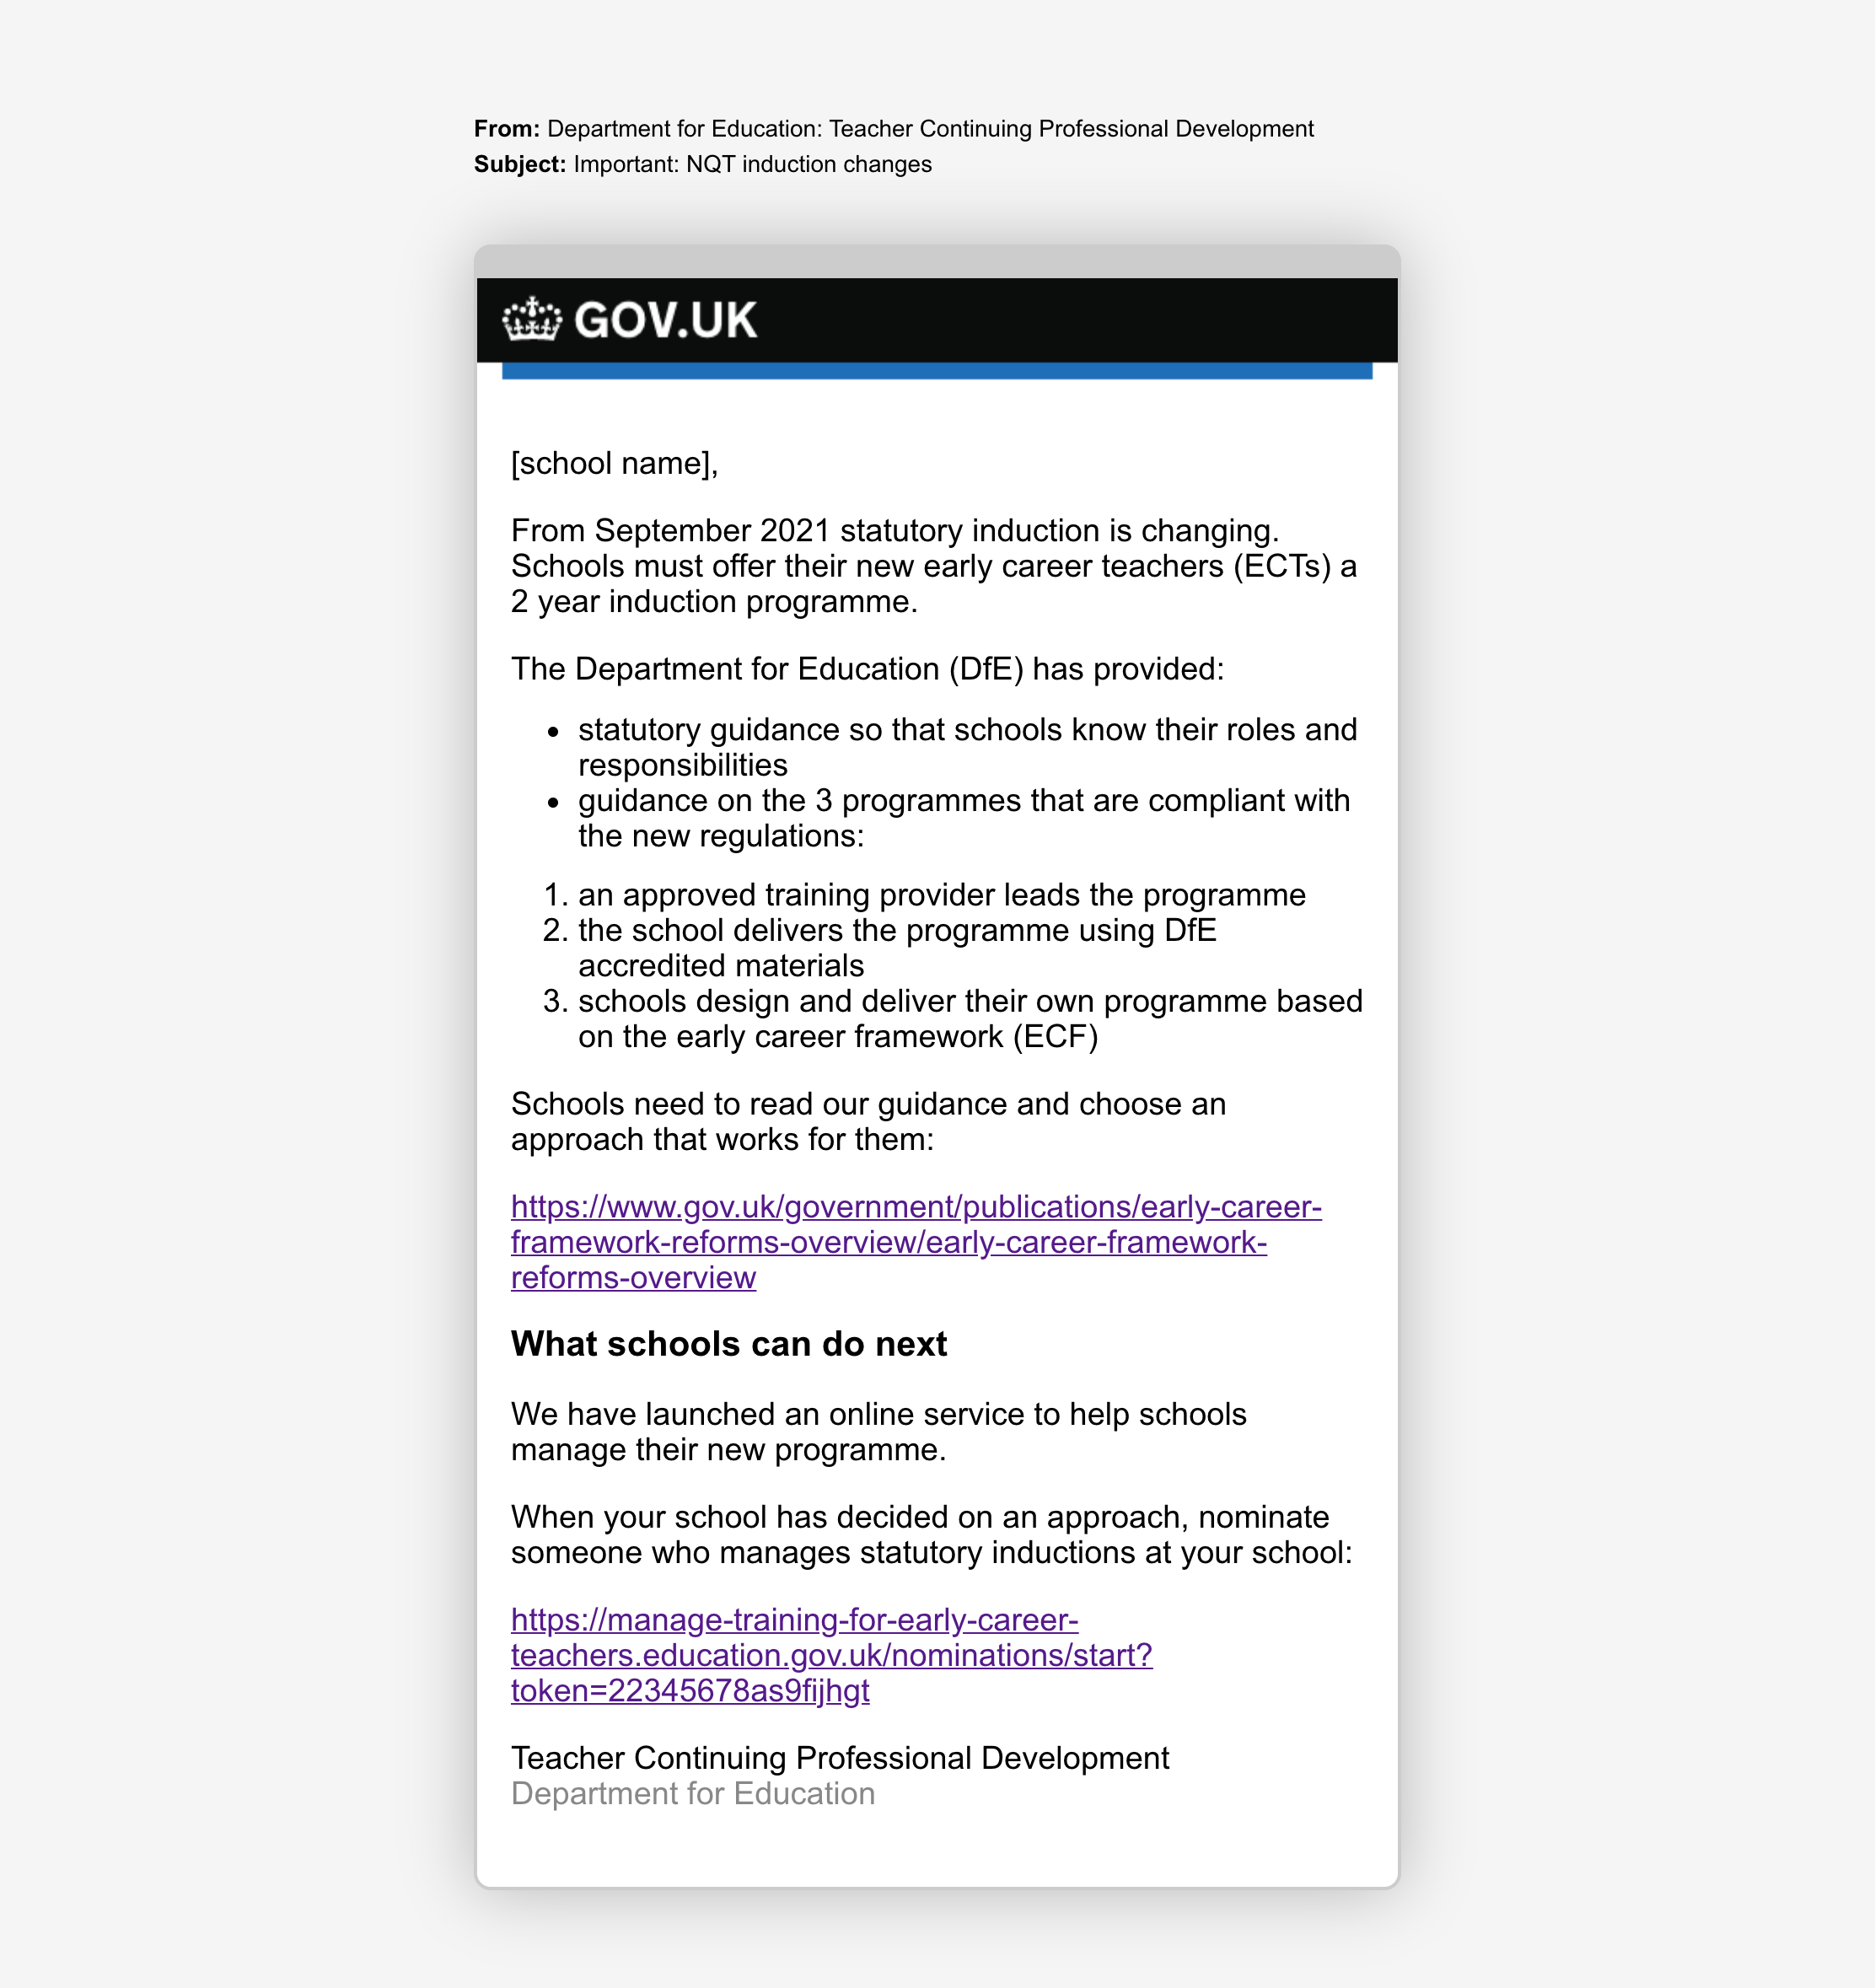 From: Department for Education: Teacher Continuing Professional Development
Subject: Important: NQT induction changes
GOV.UK
[school name],
From September 2021 statutory induction is changing.
Schools must offer their new early career teachers (ECTs) a
2 year induction programme.
The Department for Education (DfE) has provided:
• statutory guidance so that schools know their roles and
responsibilities
• guidance on the 3 programmes that are compliant with
the new regulations:
1. an approved training provider leads the programme
2. the school delivers the programme using DfE
accredited materials
3. schools design and deliver their own programme based
on the early career framework (ECF)
Schools need to read our guidance and choose an
approach that works for them:
https://www.gov.uk/government/publications/early-career-
framework-reforms-overview/early-career-framework-
reforms-overview
What schools can do next
We have launched an online service to help schools
manage their new programme.
When your school has decided on an approach, nominate
someone who manages statutory inductions at your school:
https://manage-training-for-early-career-
teachers.education.gov.uk/nominations/start?
token=22345678as9fijhgt
Teacher Continuing Professional Development
Department for Education